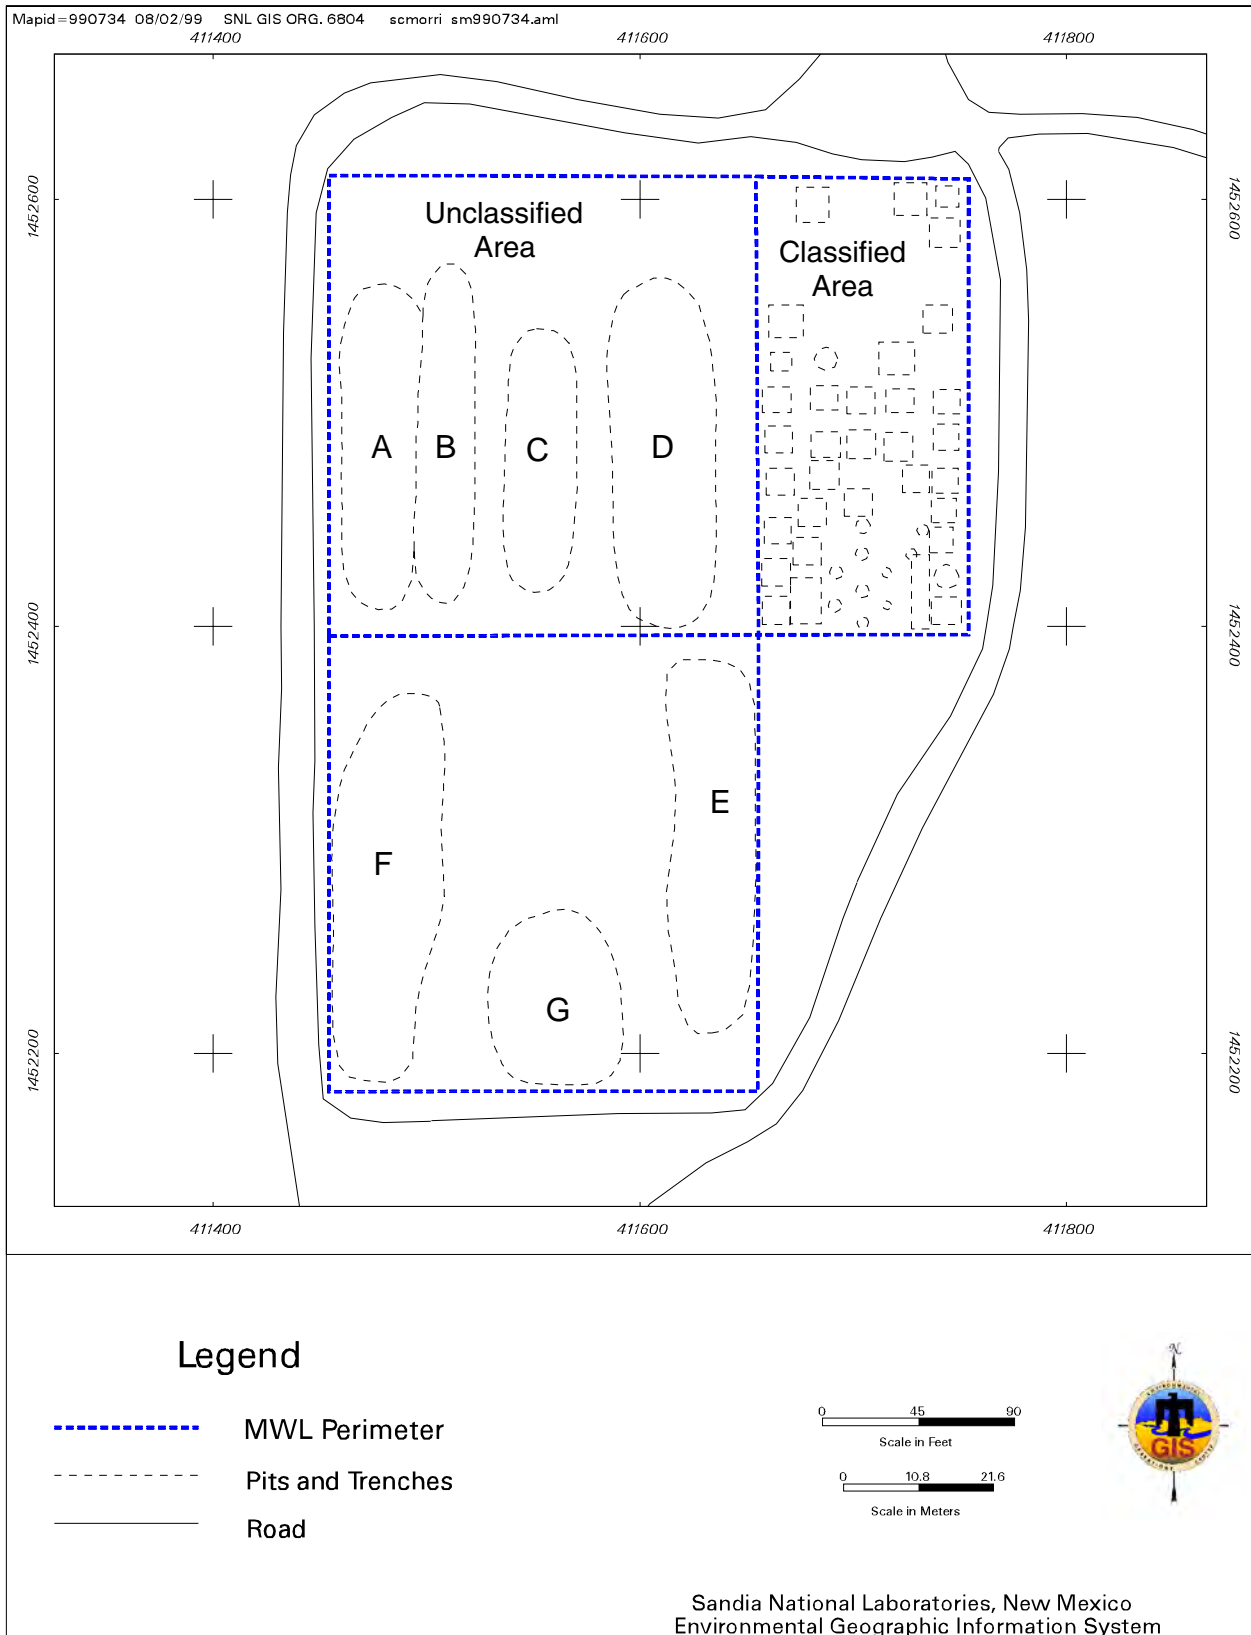 Mapid=990734 08/02/99 SNL GIS ORG. 6804 scmorri sm990734.aml
411400 411600 411800
1452600 1452600
Unclassified
Area
Classified
Area
A B C D
1452400 1452400
E
F
G
1452200 1452200
411400 411600 411800
Legend
MWL Perimeter
Pits and Trenches
Road
0 45 90
Scale in Feet
0 10.8 21.6
Scale in Meters
N
GIS
Sandia National Laboratories, New Mexico
Environmental Geographic Information System